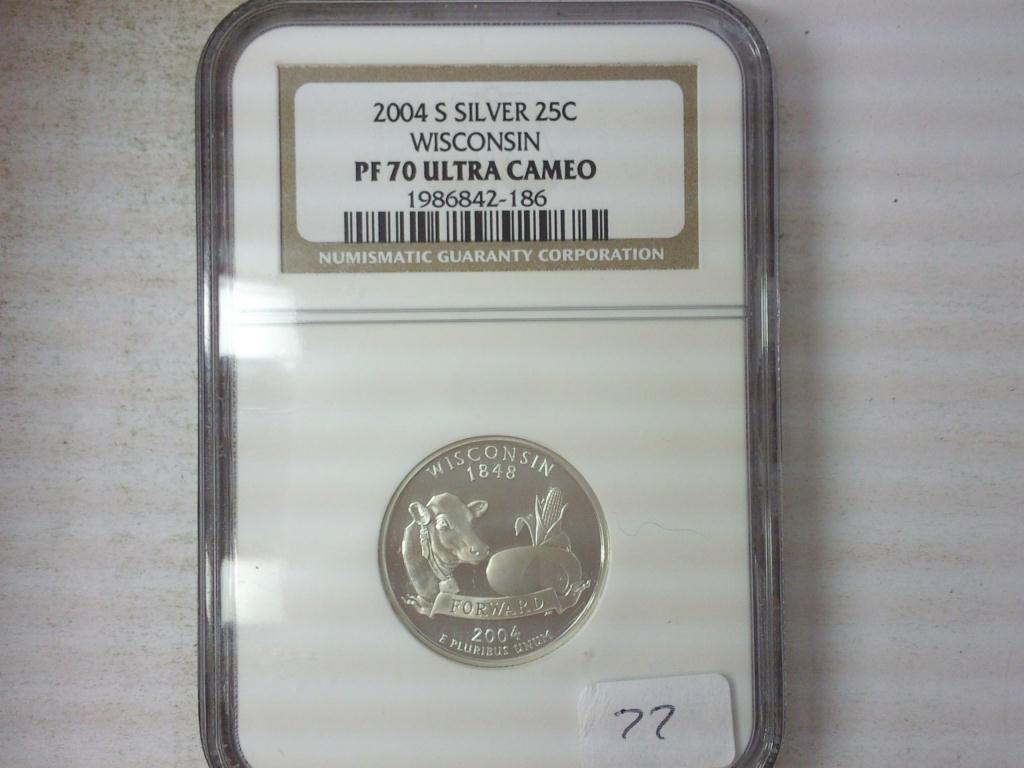 2004 S SILVER 25C
WISCONSIN
PF 70 ULTRA CAMEO
1986842-186
NUMISMATIC GUARANTY CORPORATION
WISCONSIN
1848
FORWARD
2004
E PLURIBUS UNUM
77